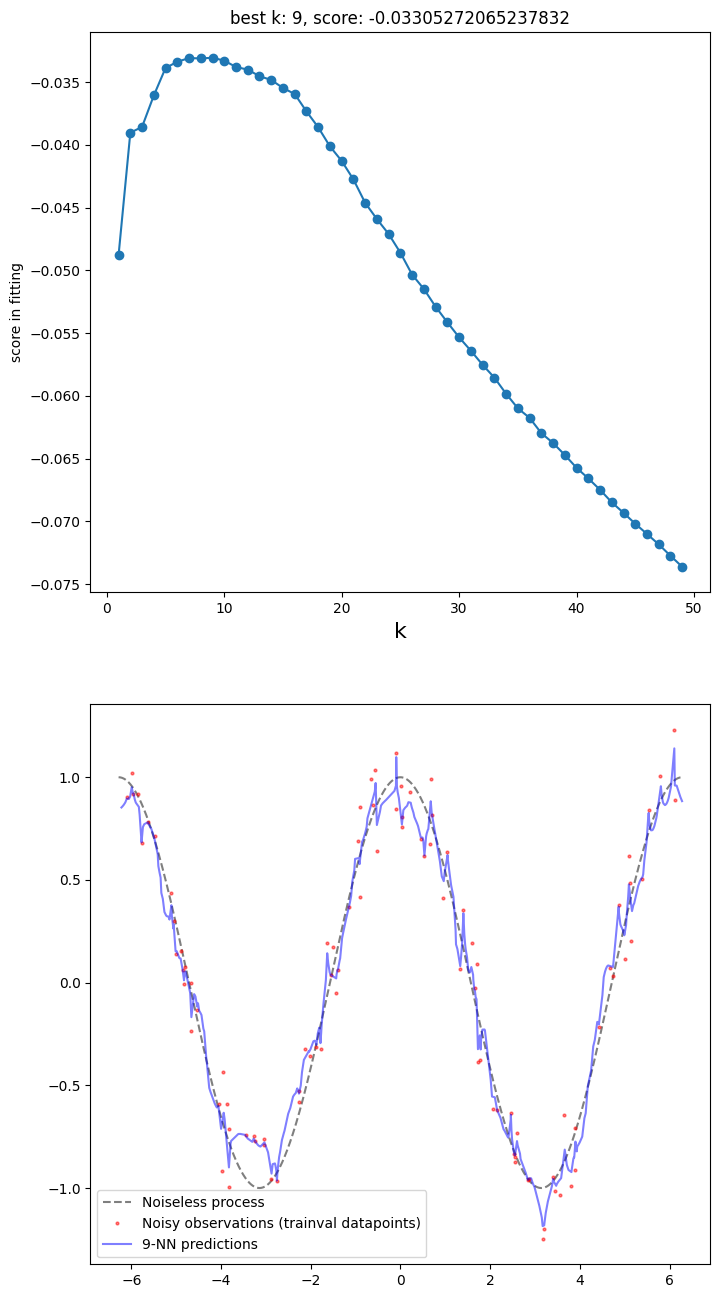 best k: 9, score: -0.03305272065237832
score in fitting
−0.035
−0.040
−0.045
−0.050
−0.055
−0.060
−0.065
−0.070
−0.075
0 10 20 30 40 50
k
1.0
0.5
0.0
−0.5
−1.0
Noiseless process
Noisy observations (trainval datapoints)
9-NN predictions
−6 −4 −2 0 2 4 6